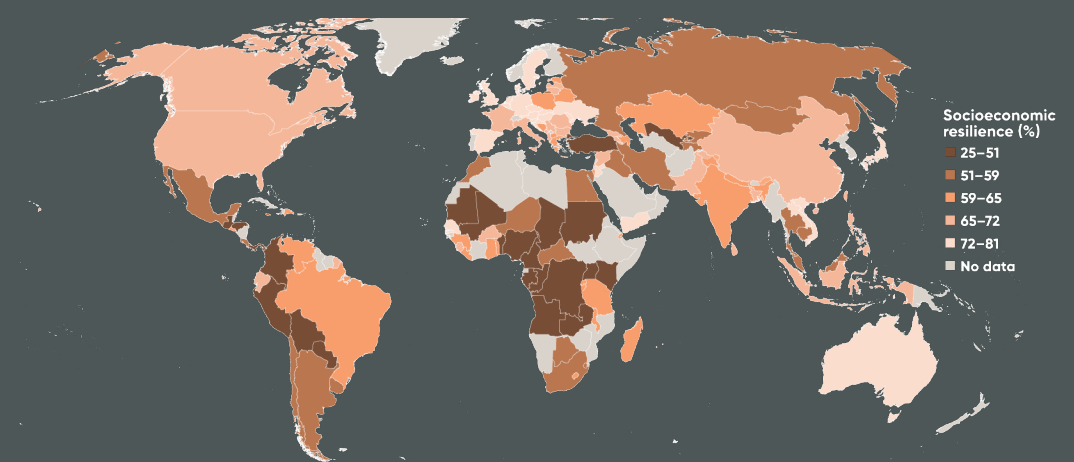 Socioeconomic
resilience (%)
25–51
51–59
59–65
65–72
72–81
No data